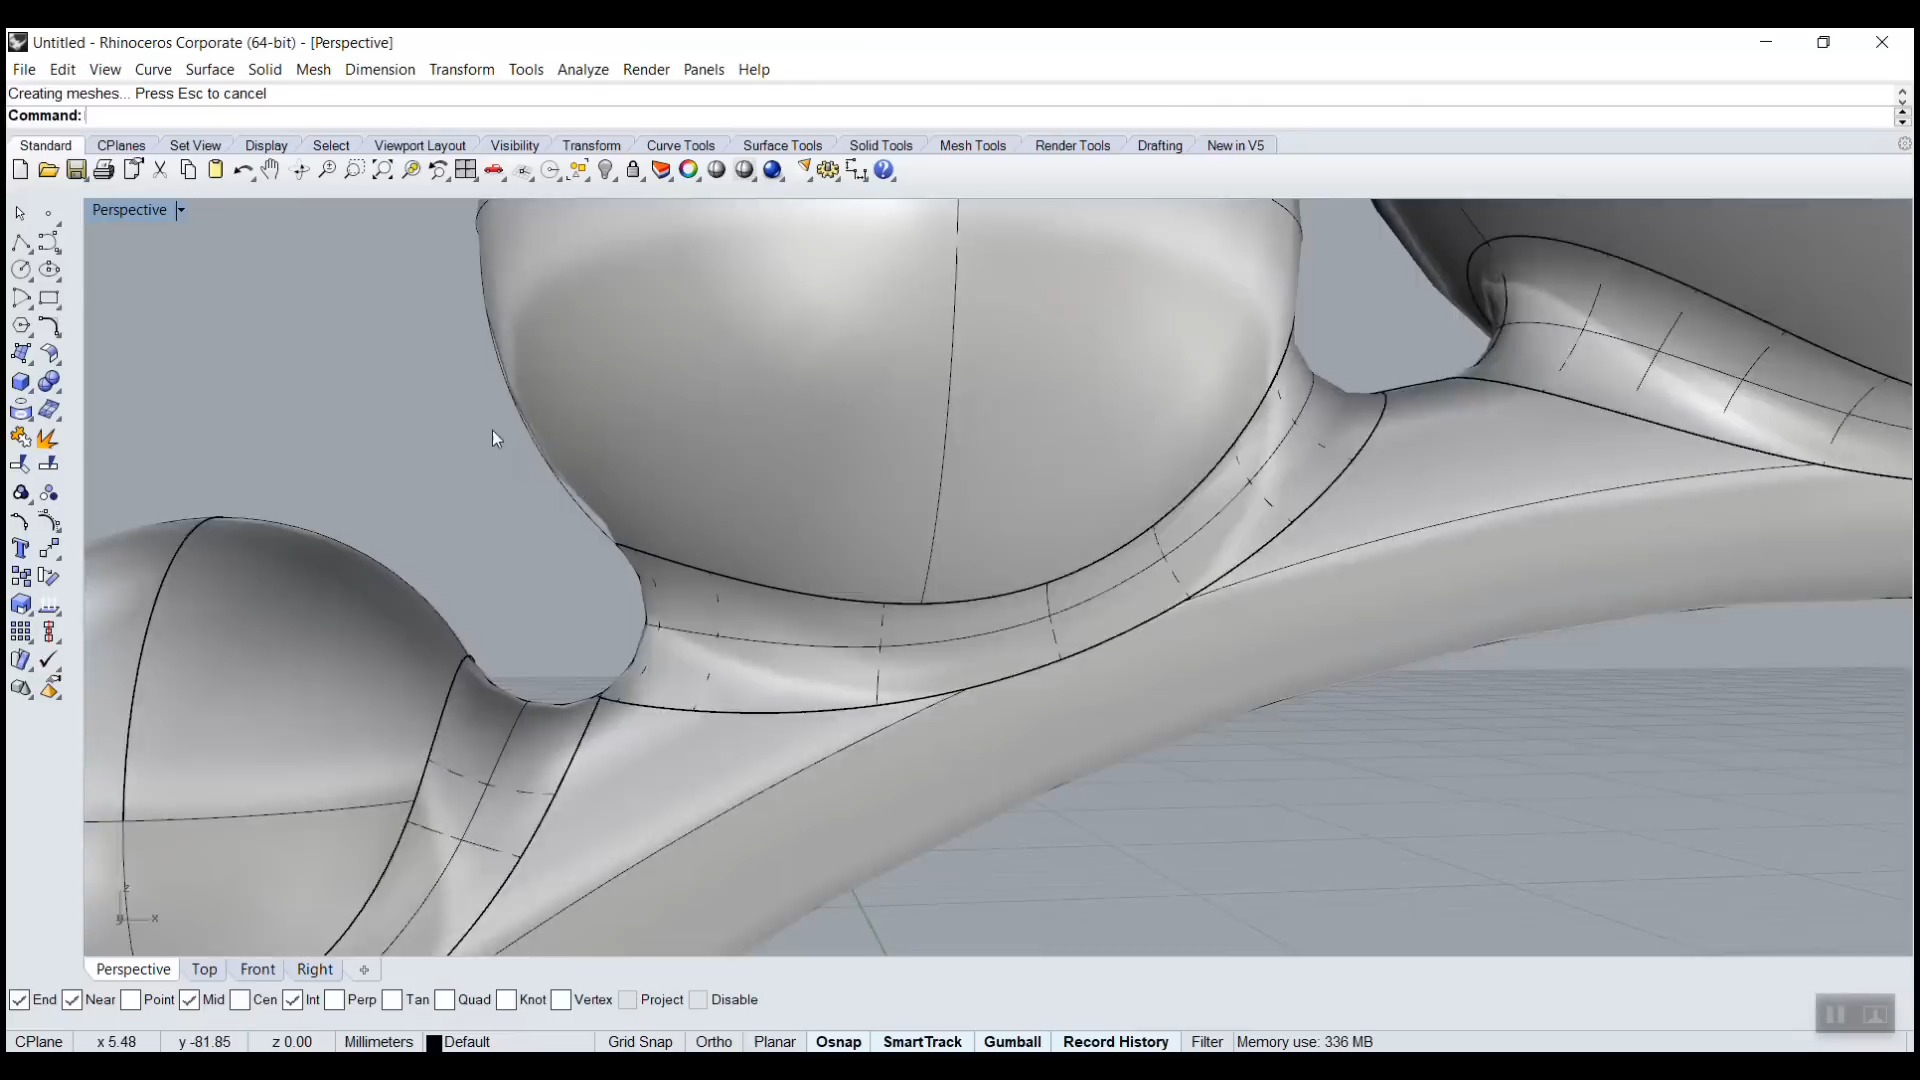 Untitled - Rhinoceros Corporate (64-bit) - [Perspective]
File Edit View Curve Surface Solid Mesh Dimension Transform Tools Analyze Render Panels Help
Creating meshes... Press Esc to cancel
Command:
Standard CPlanes Set View Display Select Viewport Layout Visibility Transform Curve Tools Surface Tools Solid Tools Mesh Tools Render Tools Drafting New in V5
Perspective
z
y x
Perspective Top Front Right
End Near Point Mid Cen Int Perp Tan Quad Knot Vertex Project Disable
CPlane x 5.48 y -81.85 z 0.00 Millimeters Default Grid Snap Ortho Planar Osnap SmartTrack Gumball Record History Filter Memory use: 336 MB